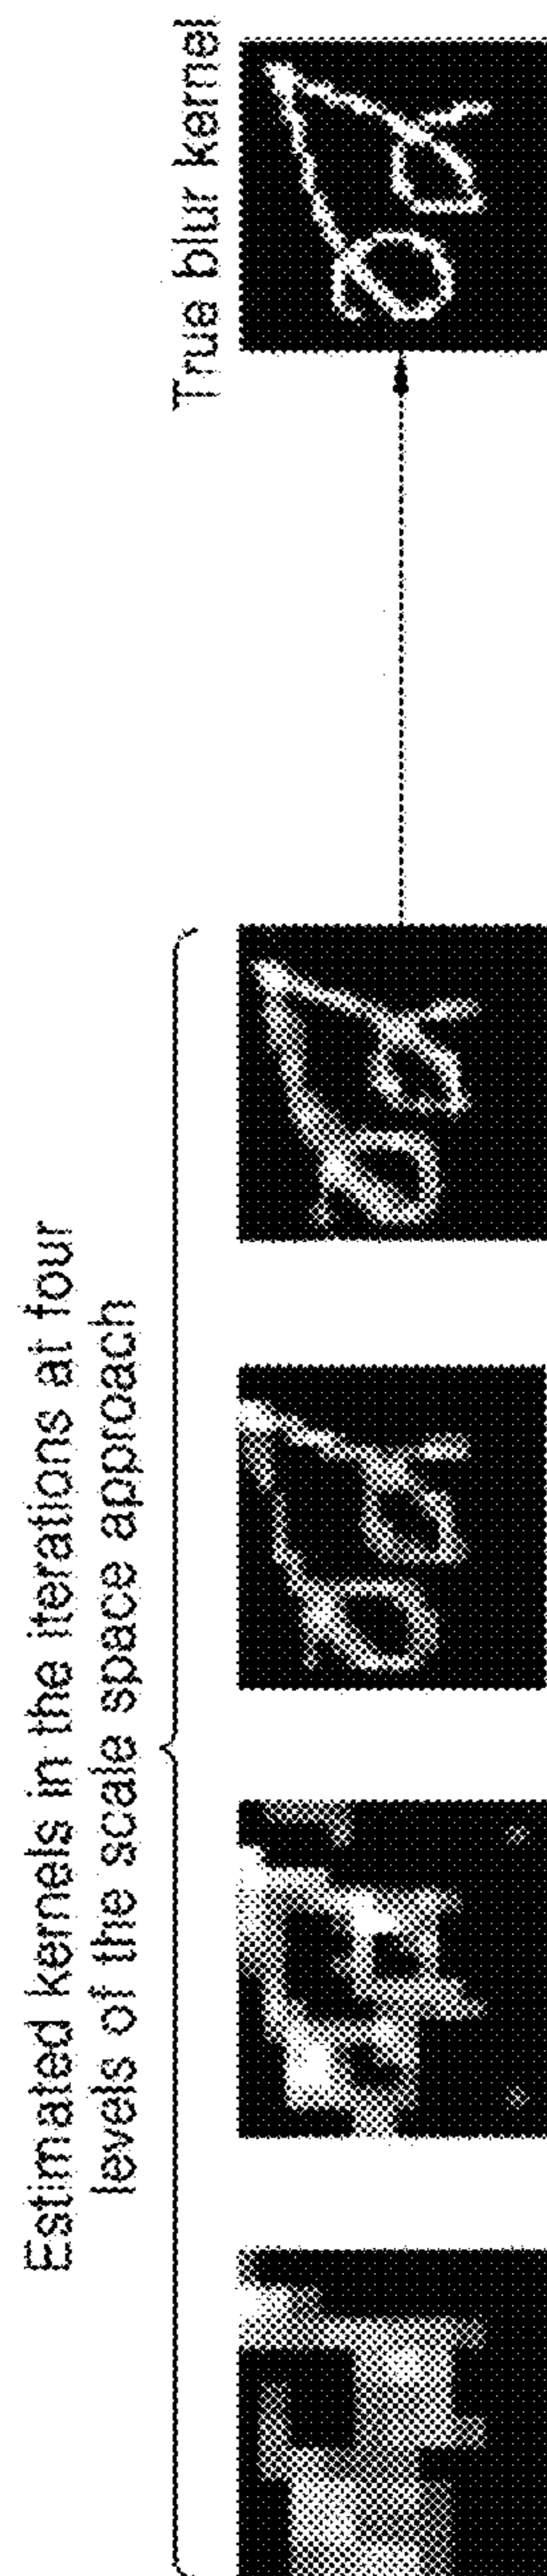 Estimated kernels in the iterations at four
levels of the scale space approach
True blur kernel